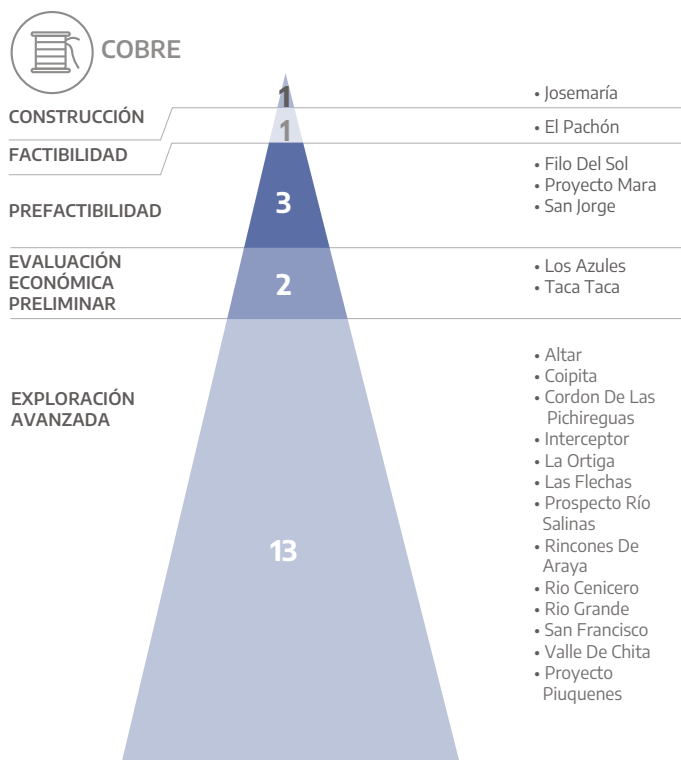 COBRE
CONSTRUCCIÓN
1
• Josemaría
FACTIBILIDAD
1
• El Pachón
PREFACTIBILIDAD
3
• Filo Del Sol
• Proyecto Mara
• San Jorge
EVALUACIÓN
ECONÓMICA
PRELIMINAR
2
• Los Azules
• Taca Taca
EXPLORACIÓN
AVANZADA
13
• Altar
• Coipita
• Cordon De Las
Pichireguas
• Interceptor
• La Ortiga
• Las Flechas
• Prospecto Río
Salinas
• Rincones De
Araya
• Rio Cenicero
• Rio Grande
• San Francisco
• Valle De Chita
• Proyecto
Piuquenes